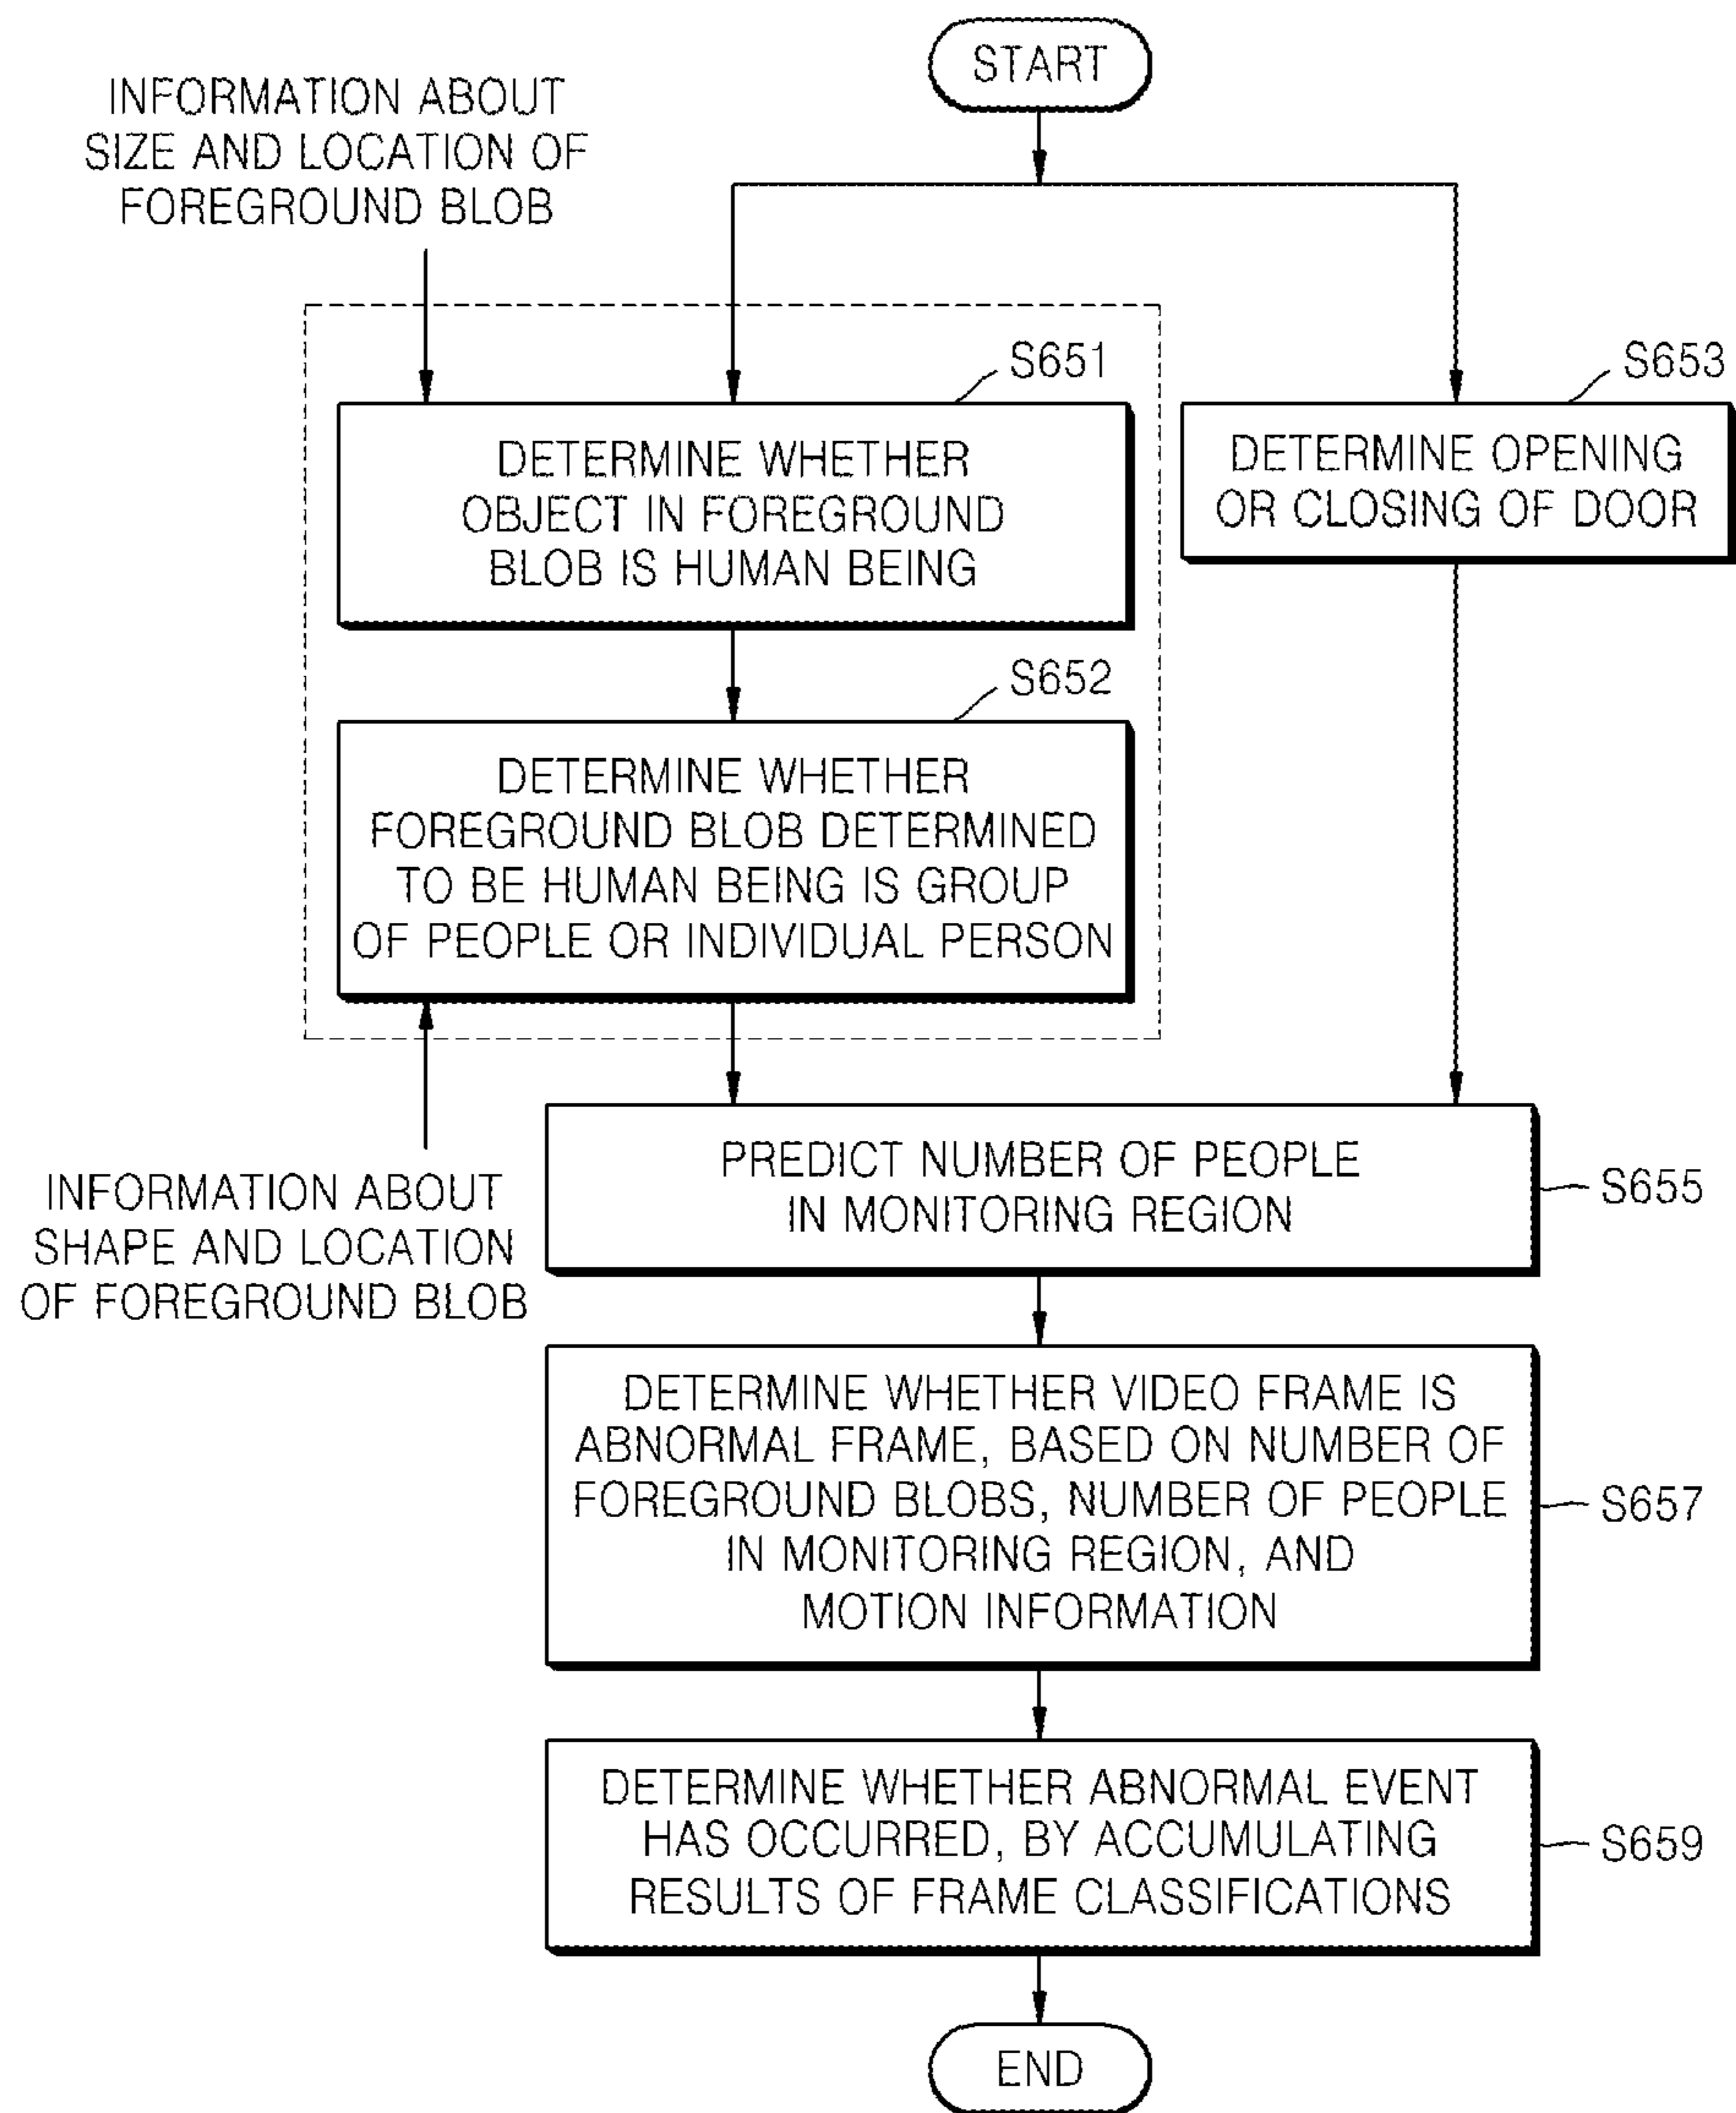 START
INFORMATION ABOUT
SIZE AND LOCATION OF
FOREGROUND BLOB
S651
DETERMINE WHETHER
OBJECT IN FOREGROUND
BLOB IS HUMAN BEING
S653
DETERMINE OPENING
OR CLOSING OF DOOR
S652
DETERMINE WHETHER
FOREGROUND BLOB DETERMINED
TO BE HUMAN BEING IS GROUP
OF PEOPLE OR INDIVIDUAL PERSON
INFORMATION ABOUT
SHAPE AND LOCATION
OF FOREGROUND BLOB
PREDICT NUMBER OF PEOPLE
IN MONITORING REGION
S655
DETERMINE WHETHER VIDEO FRAME IS
ABNORMAL FRAME, BASED ON NUMBER OF
FOREGROUND BLOBS, NUMBER OF PEOPLE
IN MONITORING REGION, AND
MOTION INFORMATION
S657
DETERMINE WHETHER ABNORMAL EVENT
HAS OCCURRED, BY ACCUMULATING
RESULTS OF FRAME CLASSIFICATIONS
S659
END